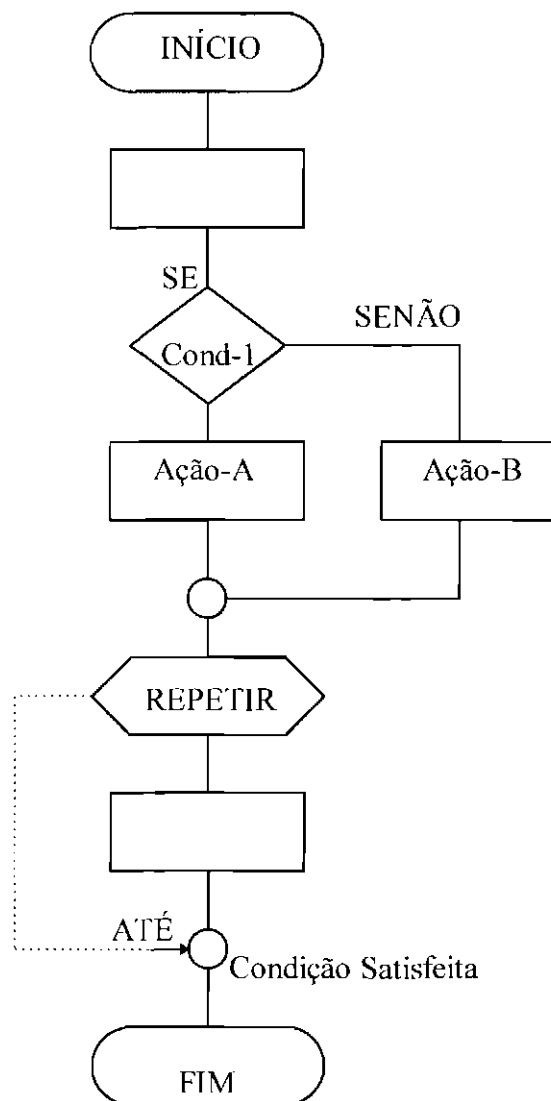 INÍCIO
SE
SENÃO
Cond-1
Ação-A
Ação-B
REPETIR
ATÉ
Condição Satisfeita
FIM